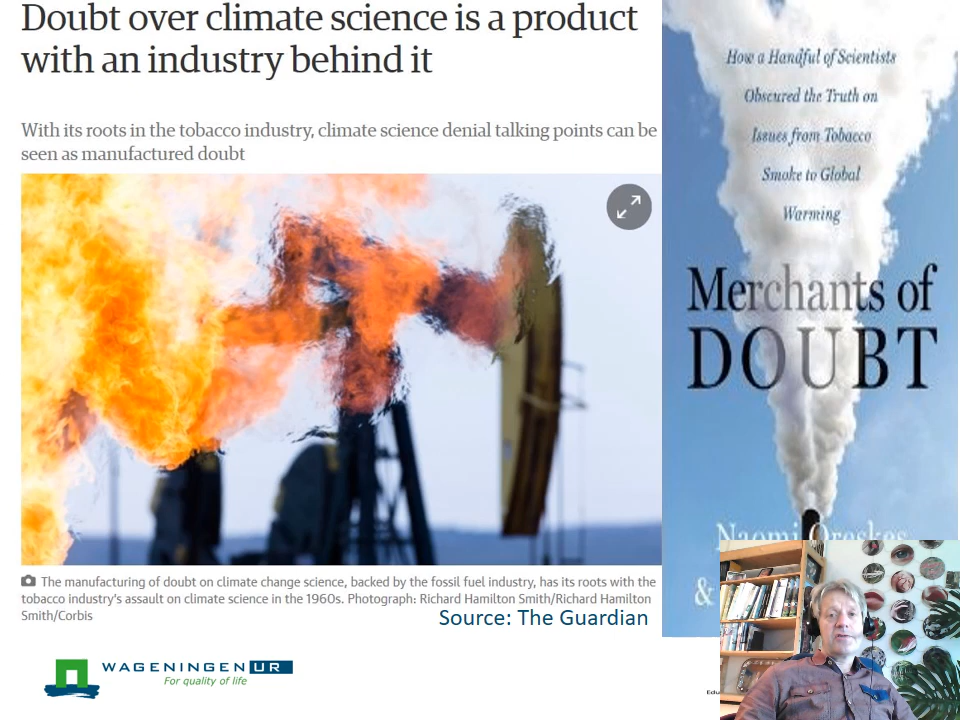 Doubt over climate science is a product
with an industry behind it
With its roots in the tobacco industry, climate science denial talking points can be
seen as manufactured doubt
The manufacturing of doubt on climate change science, backed by the fossil fuel industry, has its roots with the
tobacco industry's assault on climate science in the 1960s. Photograph: Richard Hamilton Smith/Richard Hamilton
Smith/Corbis
Source: The Guardian
How a Handful of Scientists
Obscured the Truth on
Issues from Tobacco
Smoke to Global
Warming
Merchants of
DOUBT
Naomi Oreskes
&
WAGENINGEN UR
For quality of life
Edu